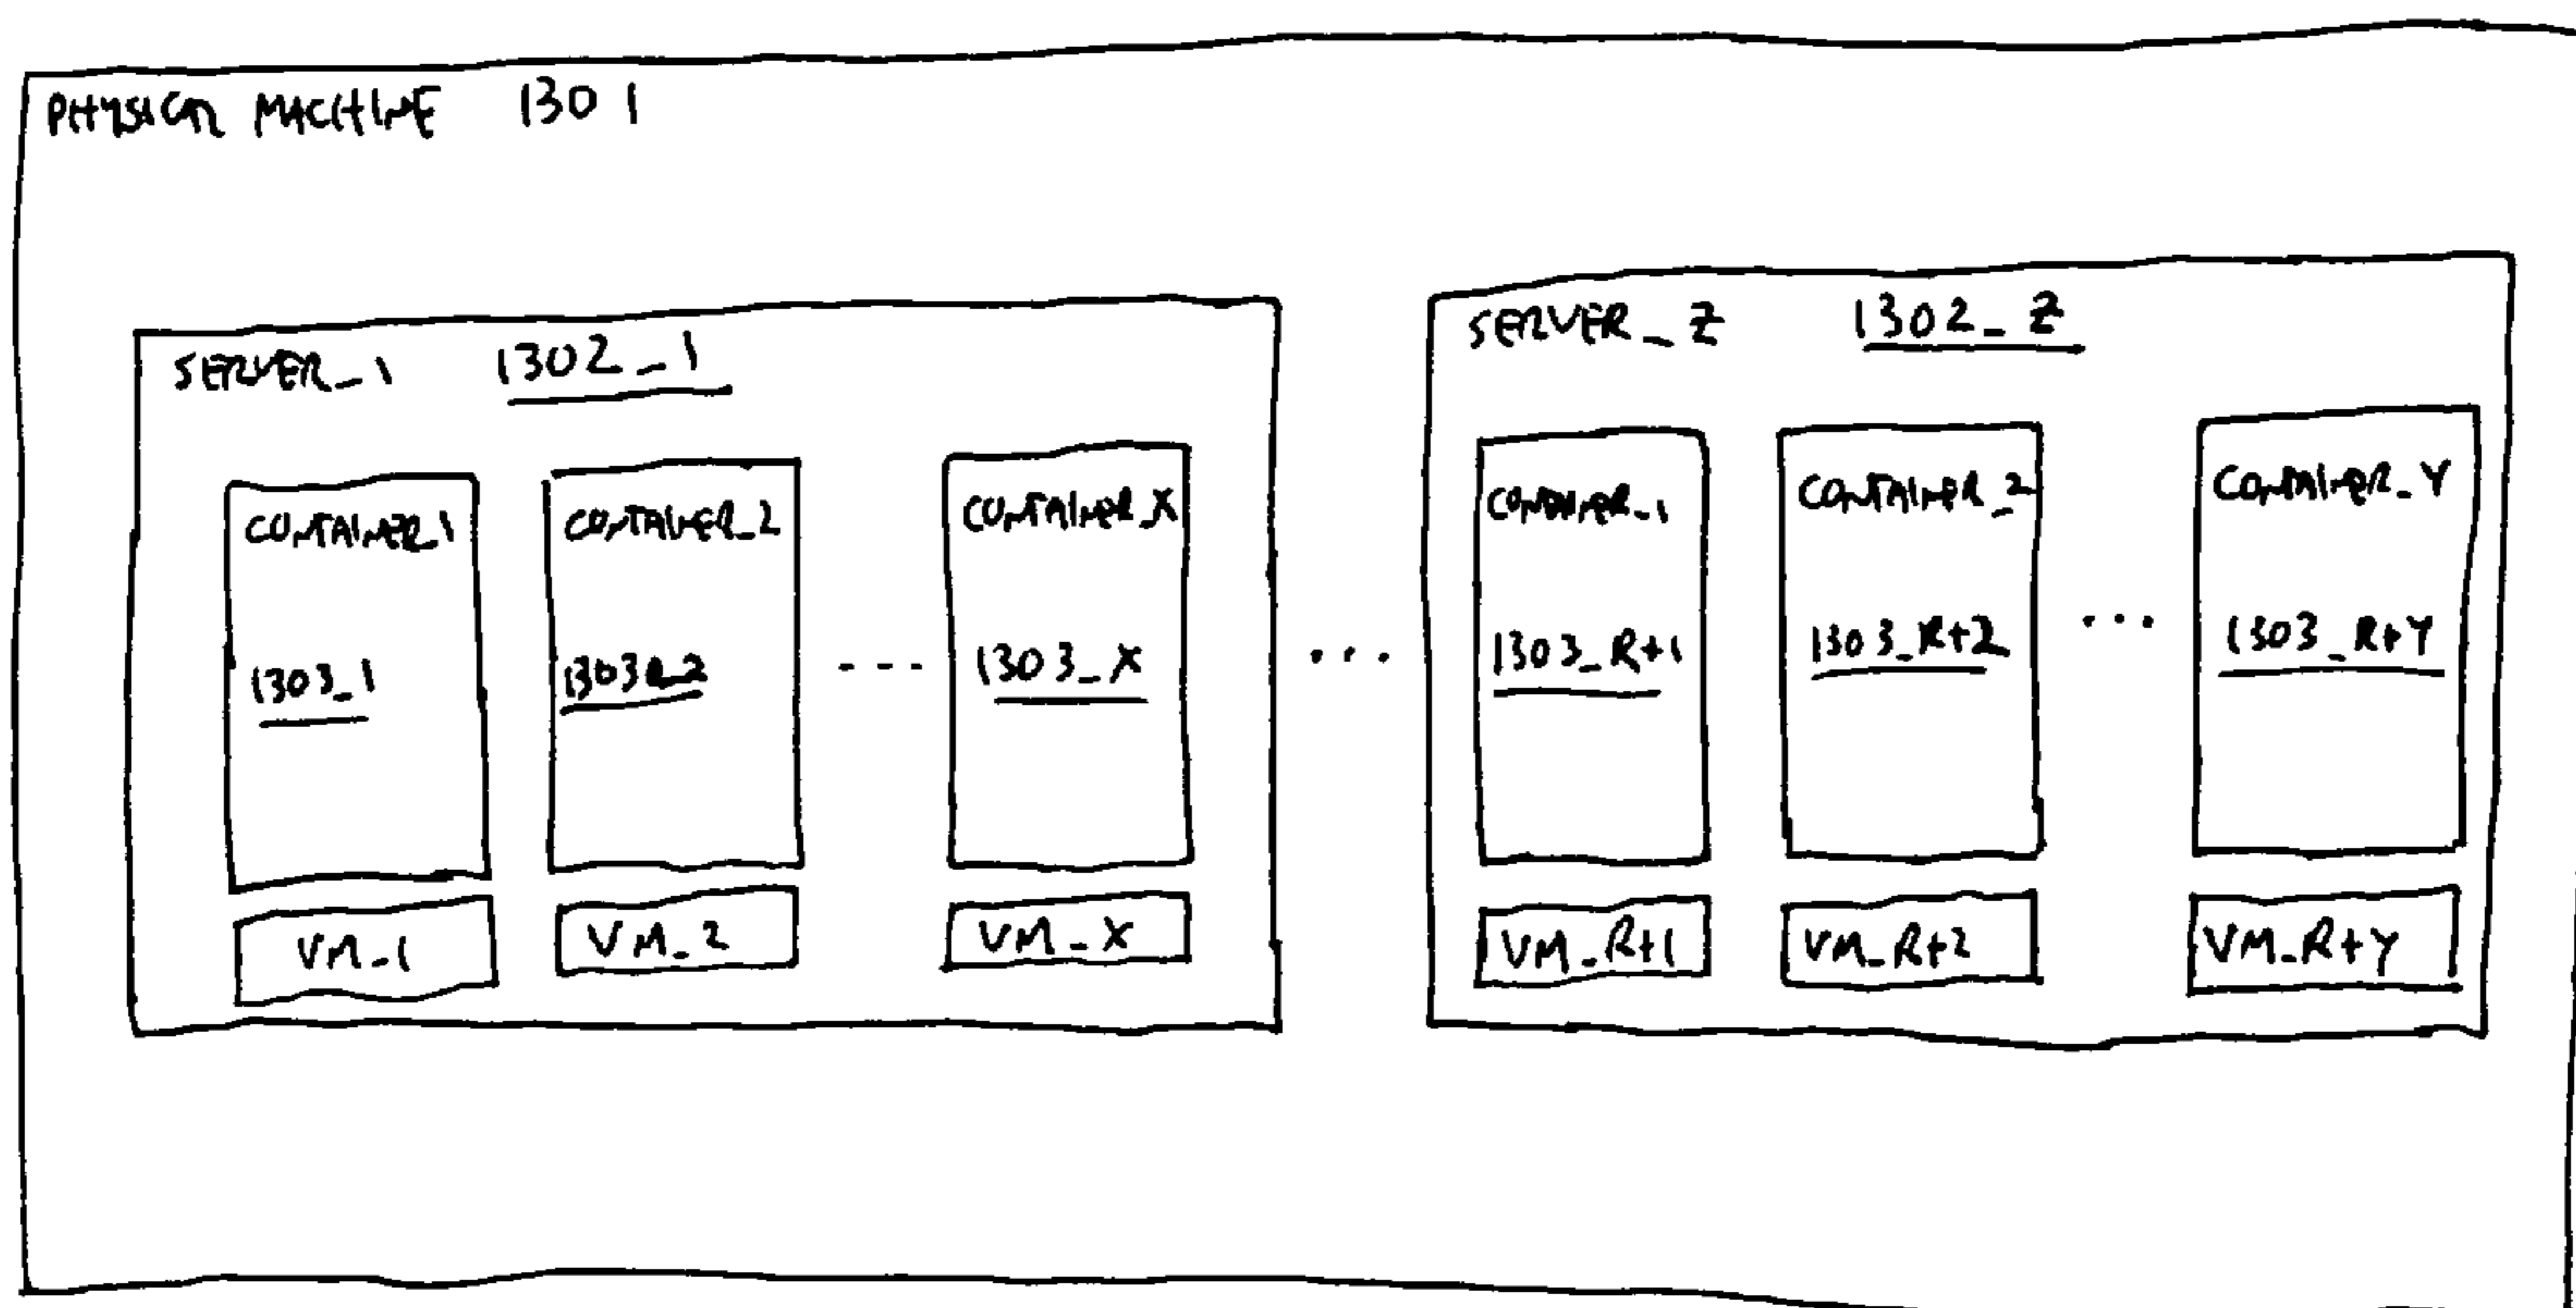 PHYSICAL MACHINE 1301
SERVER_1 1302_1
CONTAINER_1
1303_1
VM_1
CONTAINER_2
VM_2
...
CONTAINER_X
1303_X
VM_X
...
SERVER_Z 1302_Z
CONTAINER_1
1303_R+1
VM_R+1
CONTAINER_2
1303_R+2
VM_R+2
...
CONTAINER_Y
1303_R+Y
VM_R+Y